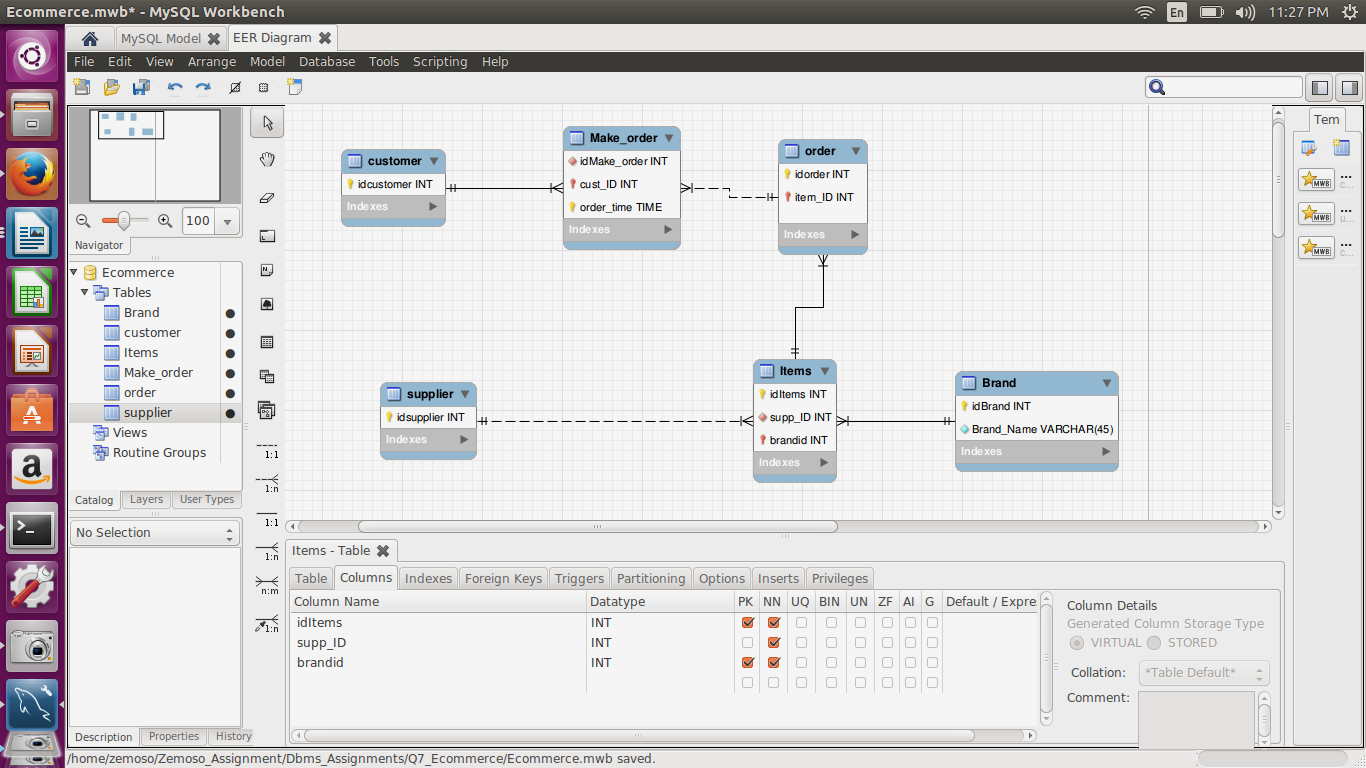 Ecommerce.mwb* - MySQL Workbench
En
11:27 PM
MySQL Model
EER Diagram
File Edit View Arrange Model Database Tools Scripting Help
Tem
customer
idcustomer INT
Indexes
Make_order
idMake_order INT
cust_ID INT
order_time TIME
Indexes
order
idorder INT
item_ID INT
Indexes
MWB
...
MWB
...
MWB
...
100
Navigator
Ecommerce
Tables
Brand
customer
Items
Make_order
order
supplier
Views
Routine Groups
Catalog Layers User Types
No Selection
Description Properties History
1:1
1:n
1:1
1:n
n:m
1:n
supplier
idsupplier INT
Indexes
Items
idItems INT
supp_ID INT
brandid INT
Indexes
Brand
idBrand INT
Brand_Name VARCHAR(45)
Indexes
Items - Table
Table Columns Indexes Foreign Keys Triggers Partitioning Options Inserts Privileges
Column Name Datatype PK NN UQ BIN UN ZF AI G Default / Expre
idItems INT
supp_ID INT
brandid INT
Column Details
Generated Column Storage Type
VIRTUAL STORED
Collation: *Table Default*
Comment:
/home/zemoso/Zemoso_Assignment/Dbms_Assignments/Q7_Ecommerce/Ecommerce.mwb saved.